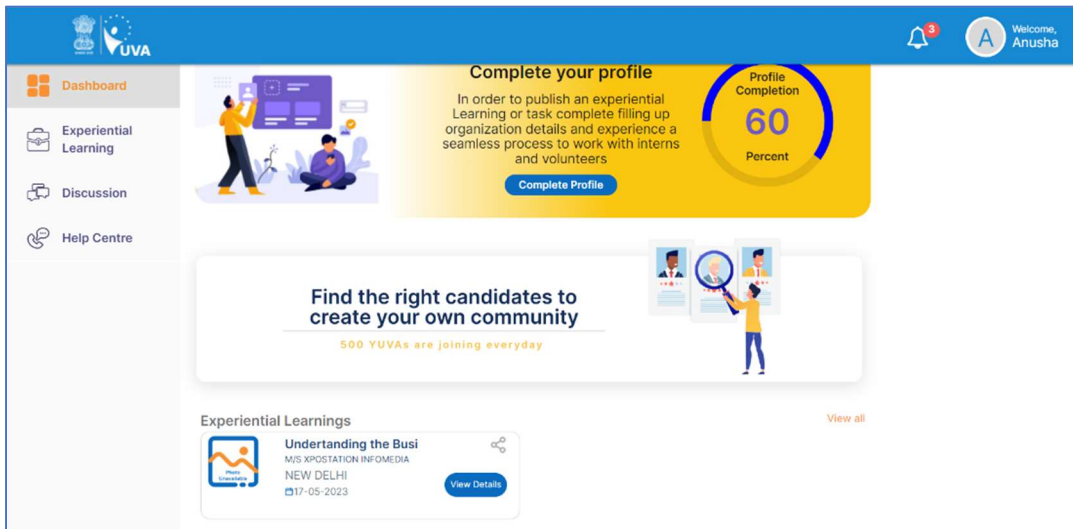 YUVA
3
A
Welcome,
Anusha
Dashboard
Experiential
Learning
Discussion
Help Centre
Complete your profile
In order to publish an experiential
Learning or task complete filling up
organization details and experience a
seamless process to work with interns
and volunteers
Complete Profile
Profile
Completion
60
Percent
Find the right candidates to
create your own community
500 YUVAs are joining everyday
Experiential Learnings
View all
Photo
Unavailable
Undertanding the Busi
M/S XPOSTATION INFOMEDIA
NEW DELHI
17-05-2023
View Details